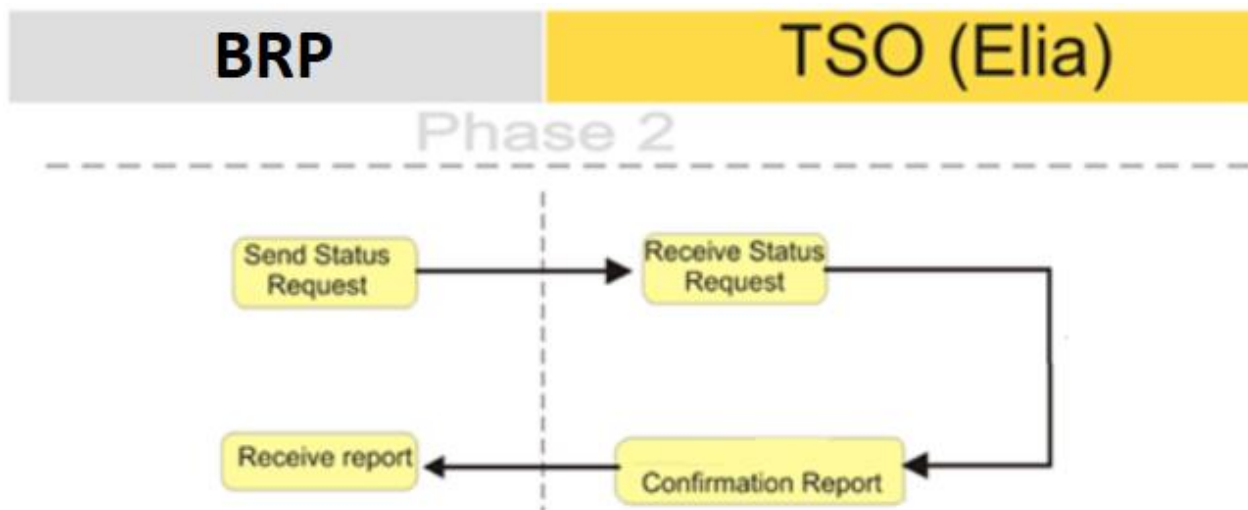 BRP
TSO (Elia)
Phase 2
Send Status
Request
Receive Status
Request
Receive report
Confirmation Report